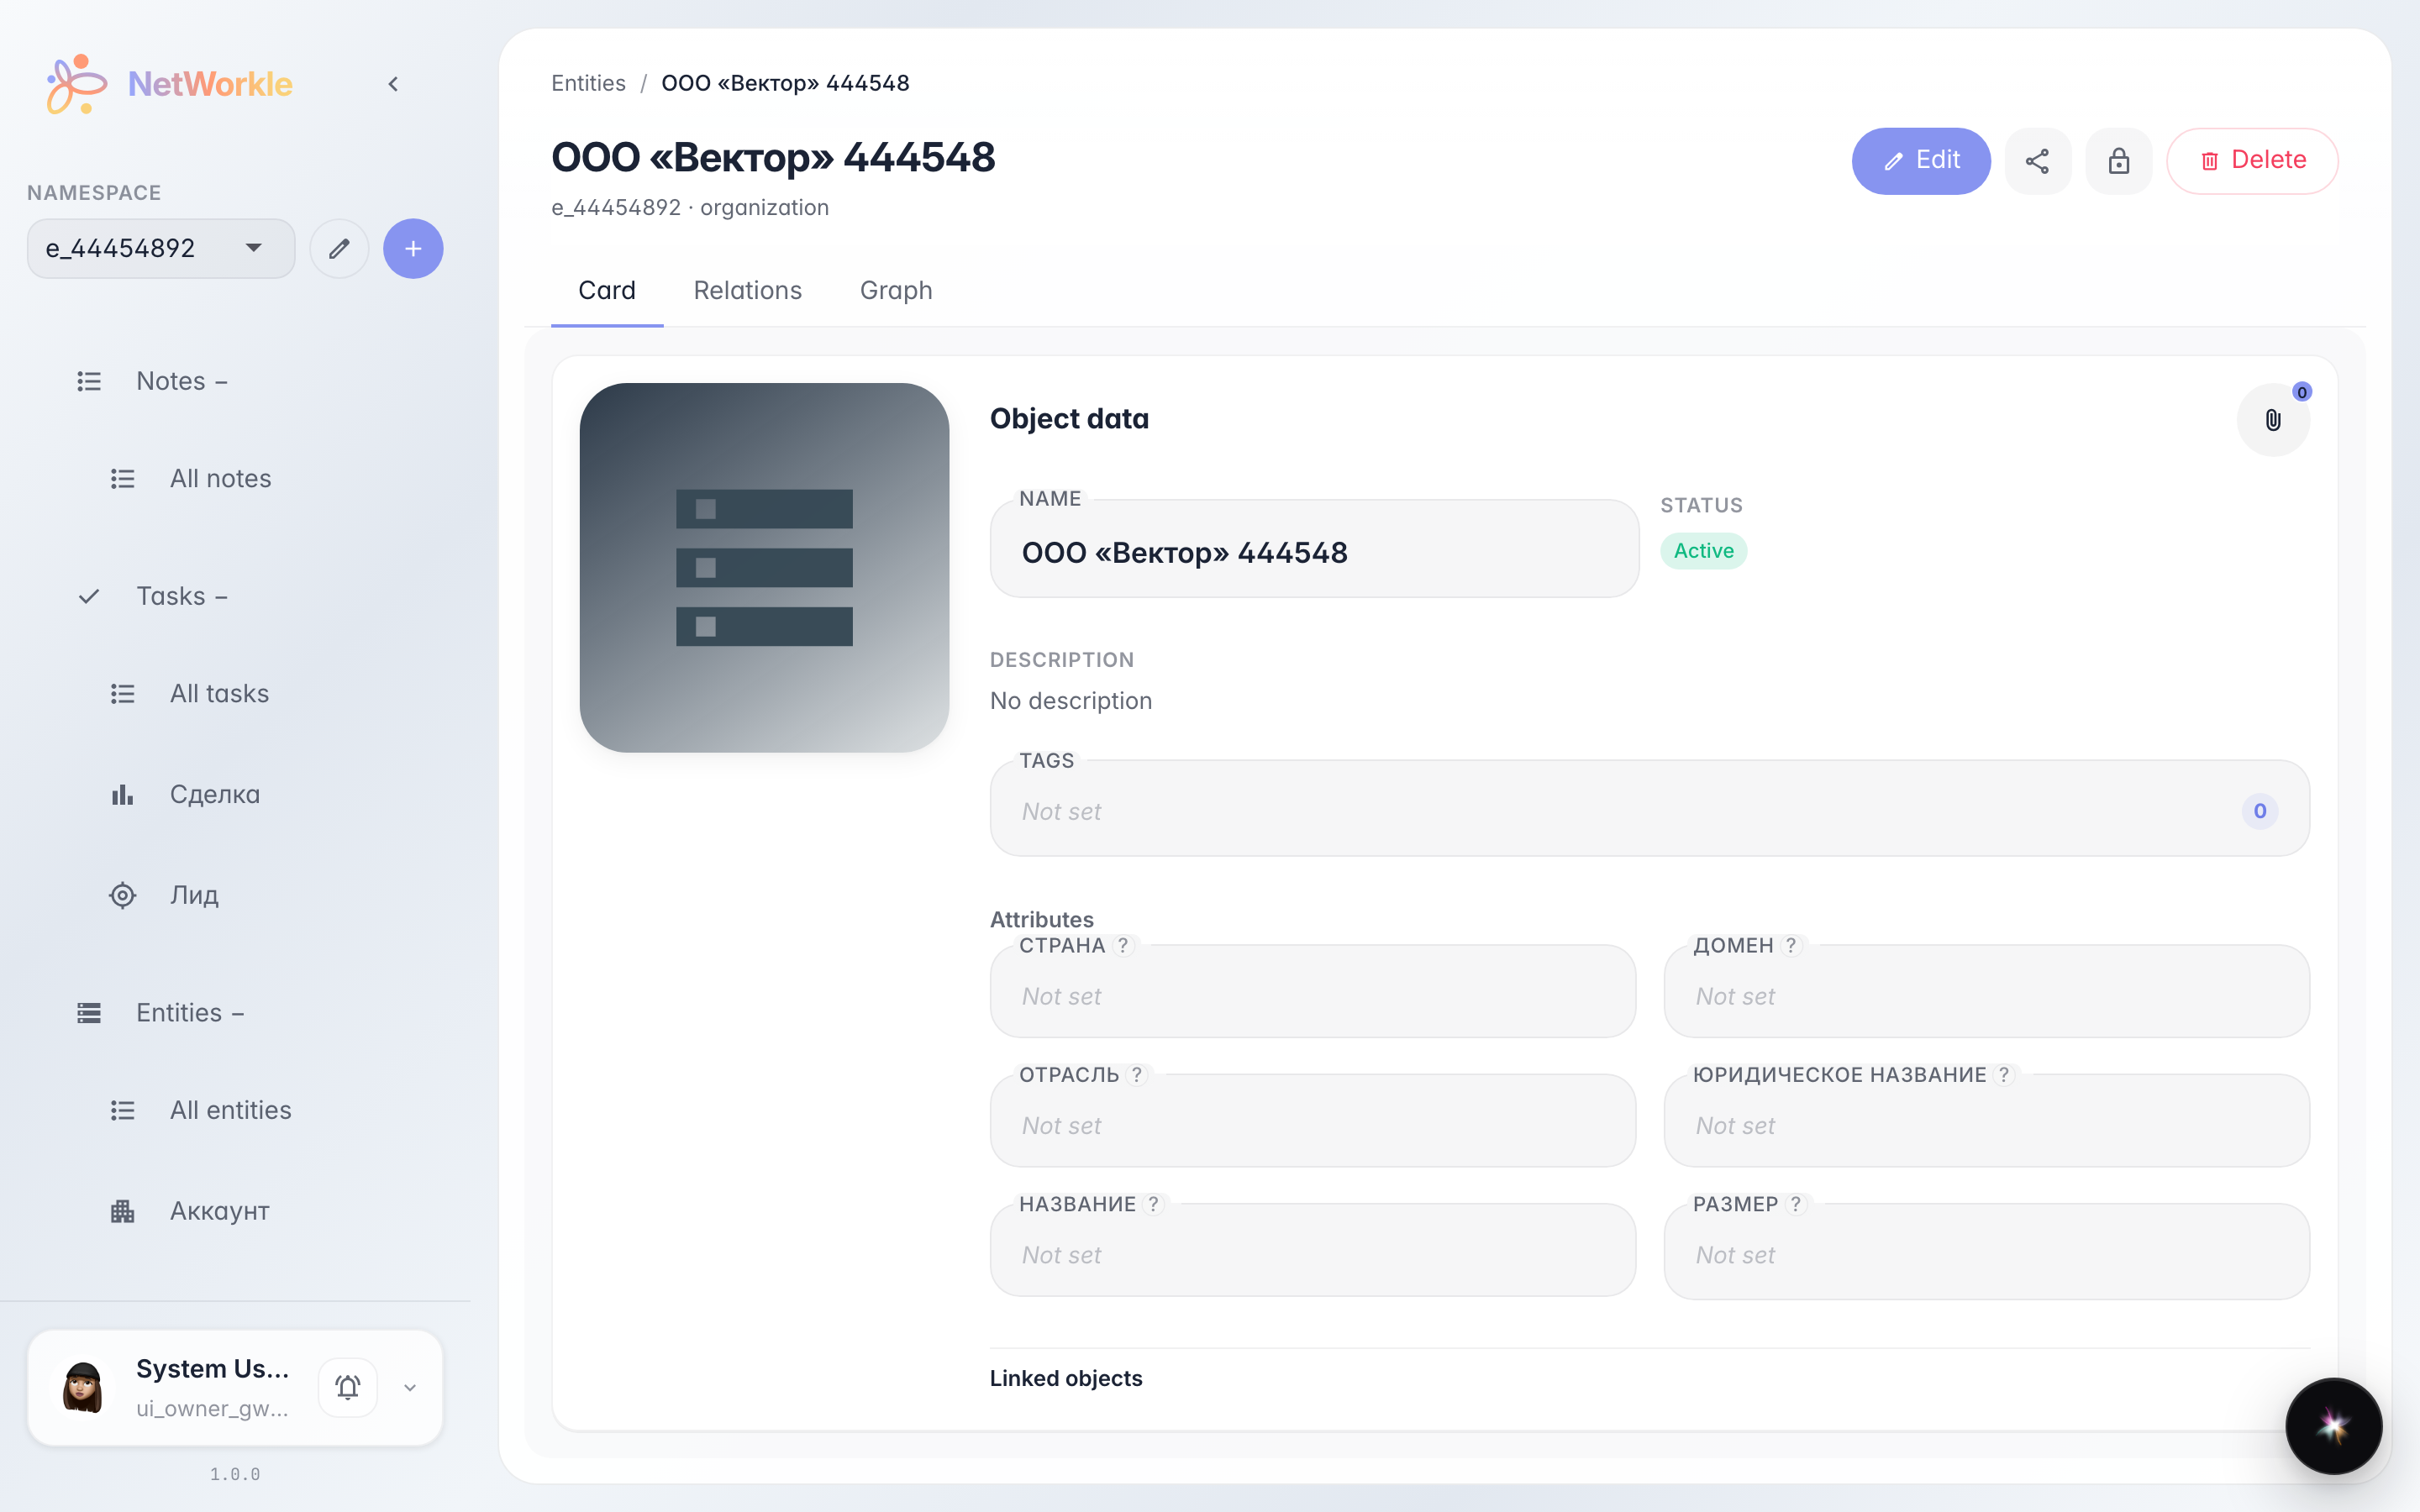 NetWorkle
NAMESPACE
e_44454892
Notes –
All notes
Tasks –
All tasks
Сделка
Лид
Entities –
All entities
Аккаунт
System Us...
ui_owner_gw...
1.0.0
Entities / ООО «Вектор» 444548
ООО «Вектор» 444548
e_44454892 · organization
Edit
Delete
Card
Relations
Graph
Object data
0
NAME
ООО «Вектор» 444548
STATUS
Active
DESCRIPTION
No description
TAGS
Not set
0
Attributes
СТРАНА ?
Not set
ДОМЕН ?
Not set
ОТРАСЛЬ ?
Not set
ЮРИДИЧЕСКОЕ НАЗВАНИЕ ?
Not set
НАЗВАНИЕ ?
Not set
РАЗМЕР ?
Not set
Linked objects